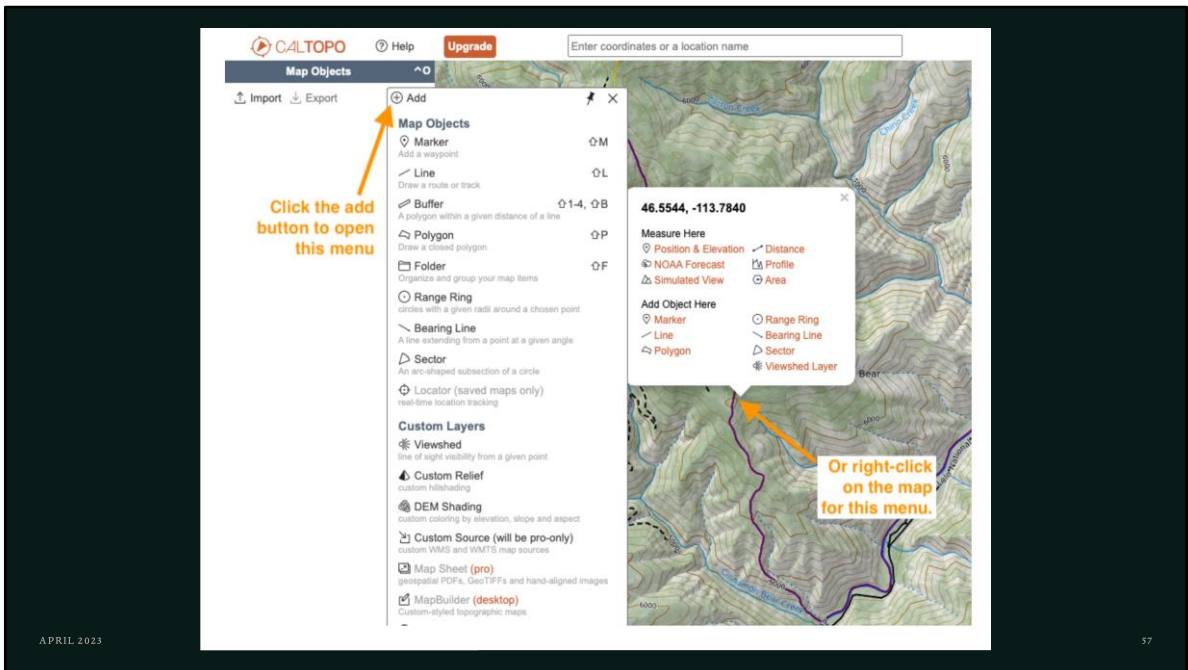 CALTOPO Help Upgrade Enter coordinates or a location name
Map Objects ^O
Import Export
Add
Map Objects
Marker ⇧M
Add a waypoint
Line ⇧L
Draw a route or track
Buffer ⇧1-4, ⇧B
A polygon within a given distance of a line
Polygon ⇧P
Draw a closed polygon
Folder ⇧F
Organize and group your map items
Range Ring
circles with a given radii around a chosen point
Bearing Line
A line extending from a point at a given angle
Sector
An arc-shaped subsection of a circle
Locator (saved maps only)
real-time location tracking
Custom Layers
Viewshed
line of sight visibility from a given point
Custom Relief
custom hillshading
DEM Shading
custom coloring by elevation, slope and aspect
Custom Source (will be pro-only)
custom WMS and WMTS map sources
Map Sheet (pro)
geospatial PDFs, GeoTIFFs and hand-aligned images
MapBuilder (desktop)
Custom-styled topographic maps
Click the add
button to open
this menu
46.5544, -113.7840
Measure Here
Position & Elevation Distance
NOAA Forecast Profile
Simulated View Area
Add Object Here
Marker Range Ring
Line Bearing Line
Polygon Sector
Viewshed Layer
Or right-click
on the map
for this menu.
6000
Creek
6000
Bear
6000
National
6000
Bear Creek
APRIL 2023
57